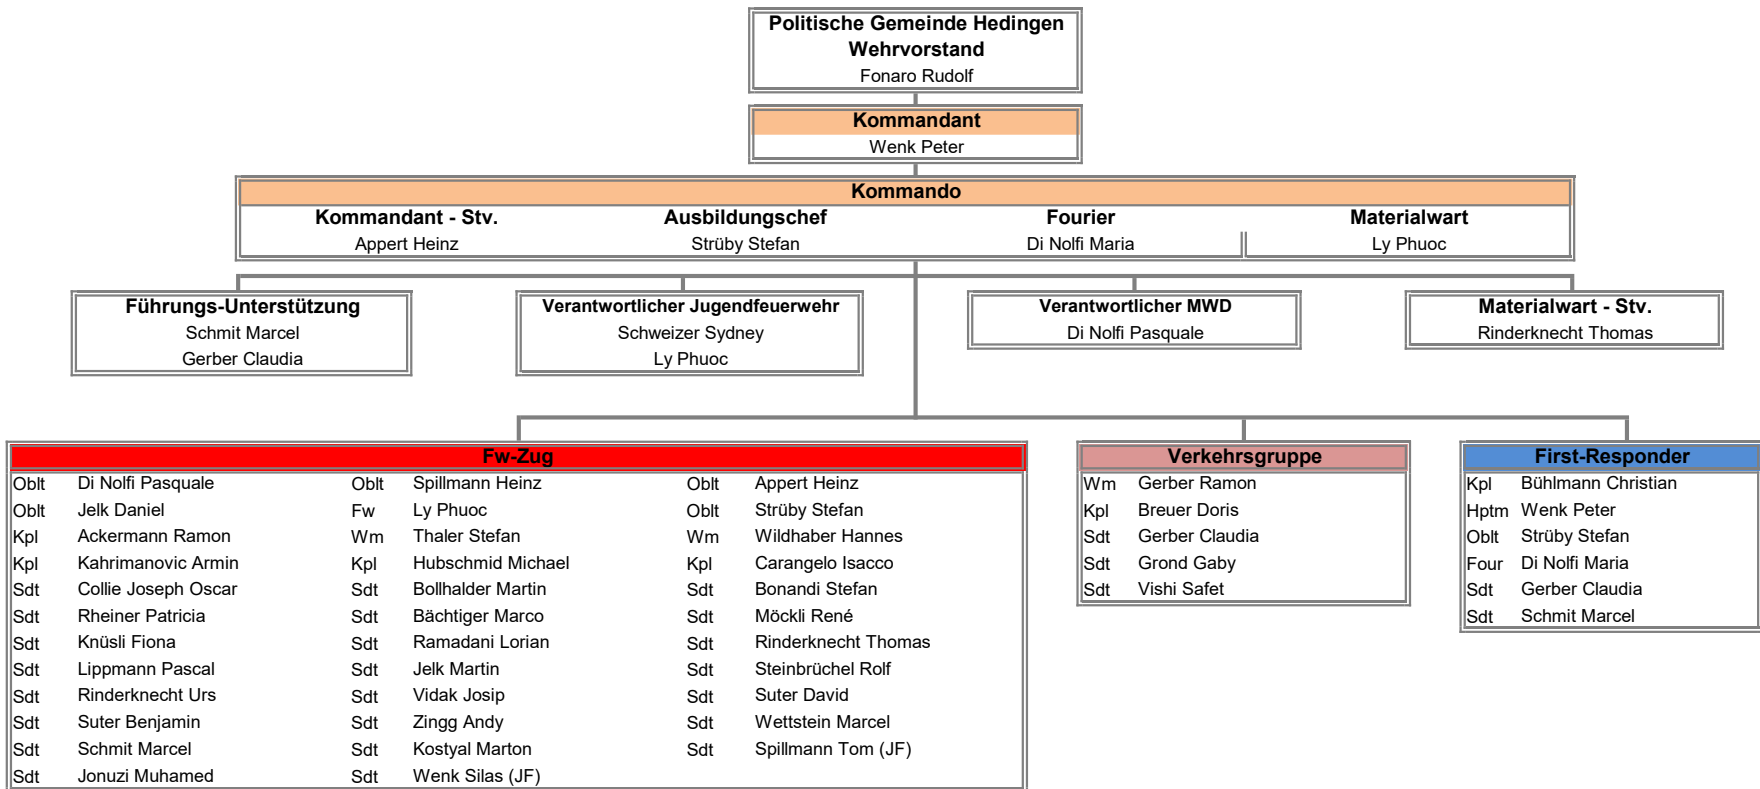 Politische Gemeinde Hedingen
Wehrvorstand
Fonaro Rudolf
Kommandant
Wenk Peter
Kommando
Kommandant - Stv. Ausbildungschef Fourier Materialwart
Appert Heinz Strüby Stefan Di Nolfi Maria Ly Phuoc
Führungs-Unterstützung
Schmit Marcel
Gerber Claudia
Verantwortlicher Jugendfeuerwehr
Schweizer Sydney
Ly Phuoc
Verantwortlicher MWD
Di Nolfi Pasquale
Materialwart - Stv.
Rinderknecht Thomas
Fw-Zug
Oblt Di Nolfi Pasquale Oblt Spillmann Heinz Oblt Appert Heinz
Oblt Jelk Daniel Fw Ly Phuoc Oblt Strüby Stefan
Kpl Ackermann Ramon Wm Thaler Stefan Wm Wildhaber Hannes
Kpl Kahrimanovic Armin Kpl Hubschmid Michael Kpl Carangelo Isacco
Sdt Collie Joseph Oscar Sdt Bollhalder Martin Sdt Bonandi Stefan
Sdt Rheiner Patricia Sdt Bächtiger Marco Sdt Möckli René
Sdt Knüsli Fiona Sdt Ramadani Lorian Sdt Rinderknecht Thomas
Sdt Lippmann Pascal Sdt Jelk Martin Sdt Steinbrüchel Rolf
Sdt Rinderknecht Urs Sdt Vidak Josip Sdt Suter David
Sdt Suter Benjamin Sdt Zingg Andy Sdt Wettstein Marcel
Sdt Schmit Marcel Sdt Kostyal Marton Sdt Spillmann Tom (JF)
Sdt Jonuzi Muhamed Sdt Wenk Silas (JF)
Verkehrsgruppe
Wm Gerber Ramon
Kpl Breuer Doris
Sdt Gerber Claudia
Sdt Grond Gaby
Sdt Vishi Safet
First-Responder
Kpl Bühlmann Christian
Hptm Wenk Peter
Oblt Strüby Stefan
Four Di Nolfi Maria
Sdt Gerber Claudia
Sdt Schmit Marcel